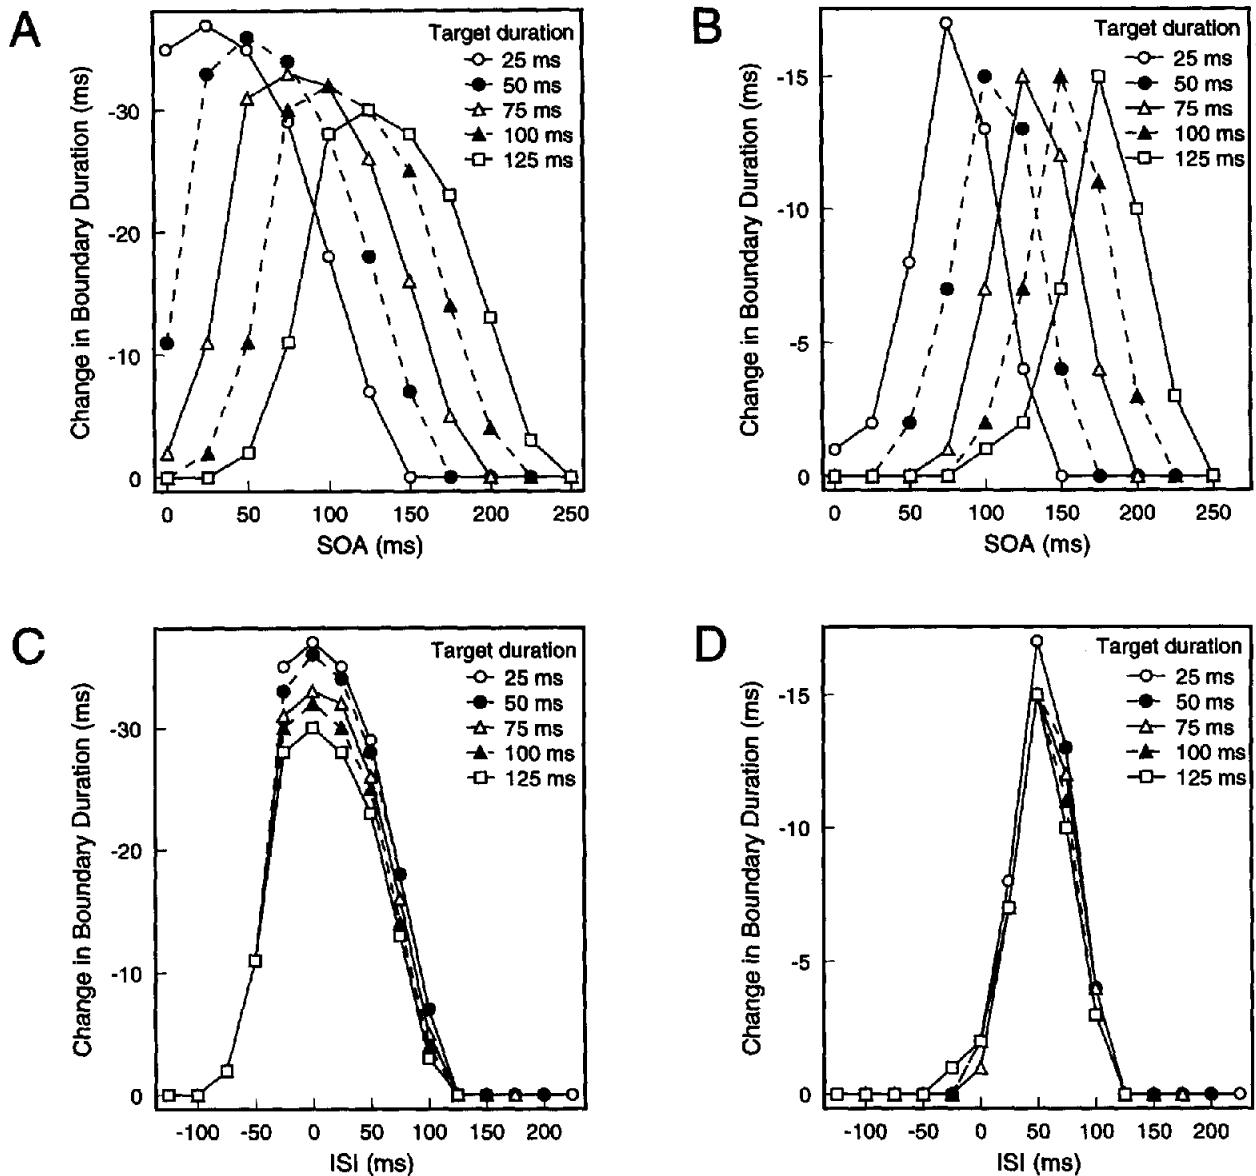 A
Target duration
25 ms
50 ms
75 ms
100 ms
125 ms
Change in Boundary Duration (ms)
-30
-20
-10
0
0 50 100 150 200 250
SOA (ms)
B
Target duration
25 ms
50 ms
75 ms
100 ms
125 ms
Change in Boundary Duration (ms)
-15
-10
-5
0
0 50 100 150 200 250
SOA (ms)
C
Target duration
25 ms
50 ms
75 ms
100 ms
125 ms
Change in Boundary Duration (ms)
-30
-20
-10
0
-100 -50 0 50 100 150 200
ISI (ms)
D
Target duration
25 ms
50 ms
75 ms
100 ms
125 ms
Change in Boundary Duration (ms)
-15
-10
-5
0
-100 -50 0 50 100 150 200
ISI (ms)